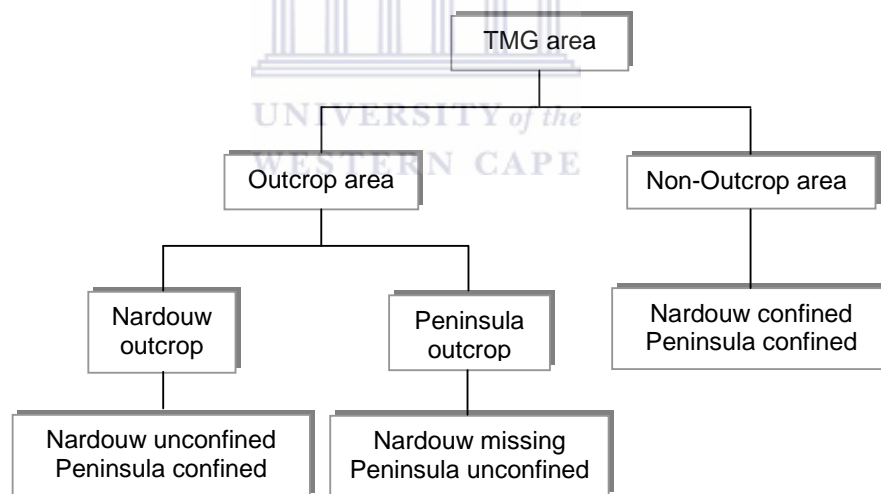 TMG area
UNIVERSITY of the
WESTERN CAPE
Outcrop area
Non-Outcrop area
Nardouw
outcrop
Peninsula
outcrop
Nardouw confined
Peninsula confined
Nardouw unconfined
Peninsula confined
Nardouw missing
Peninsula unconfined